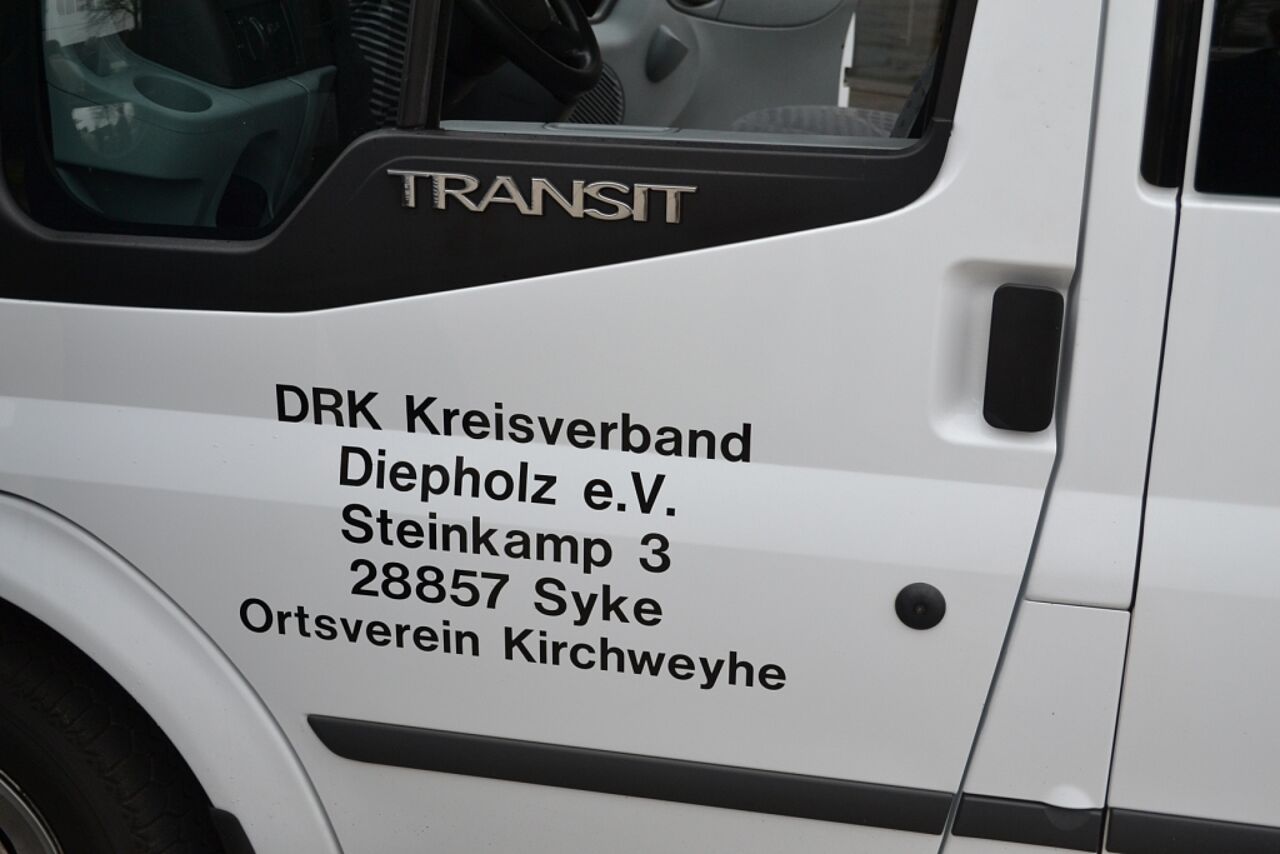 TRANSIT
DRK Kreisverband
Diepholz e.V.
Steinkamp 3
28857 Syke
Ortsverein Kirchweyhe